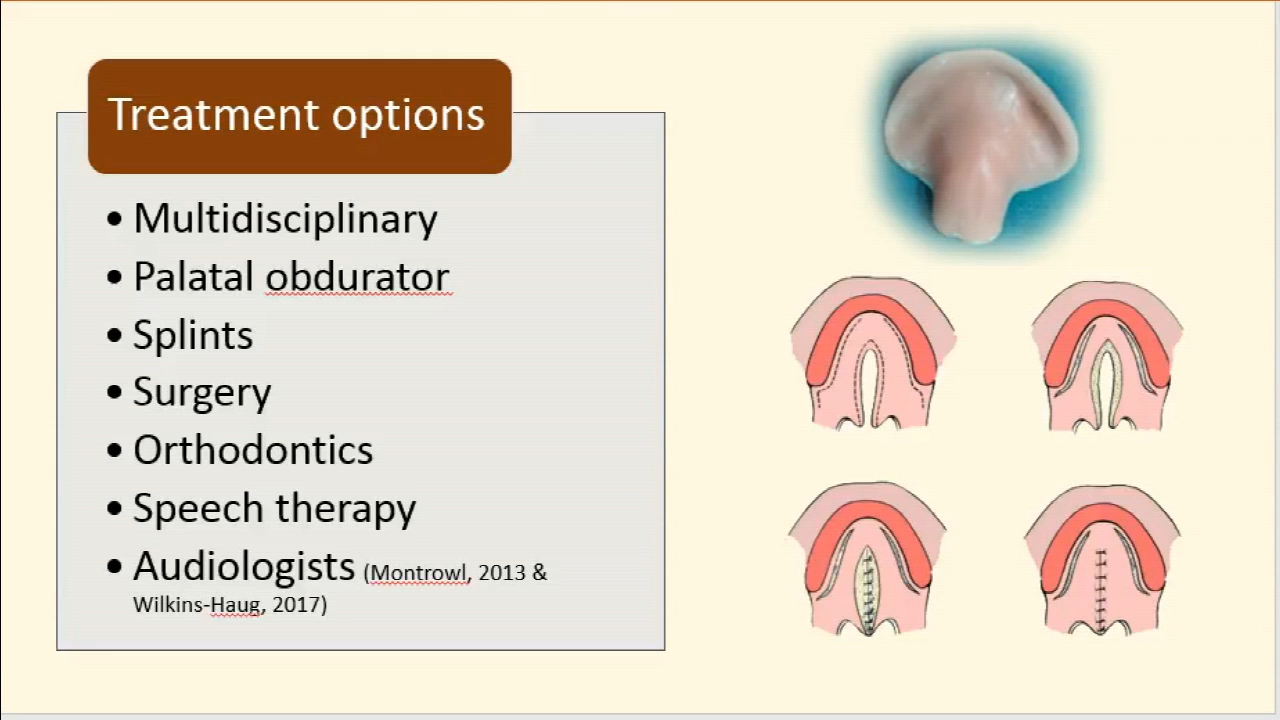 Treatment options
• Multidisciplinary
• Palatal obdurator
• Splints
• Surgery
• Orthodontics
• Speech therapy
• Audiologists (Montrowl, 2013 &
Wilkins-Haug, 2017)